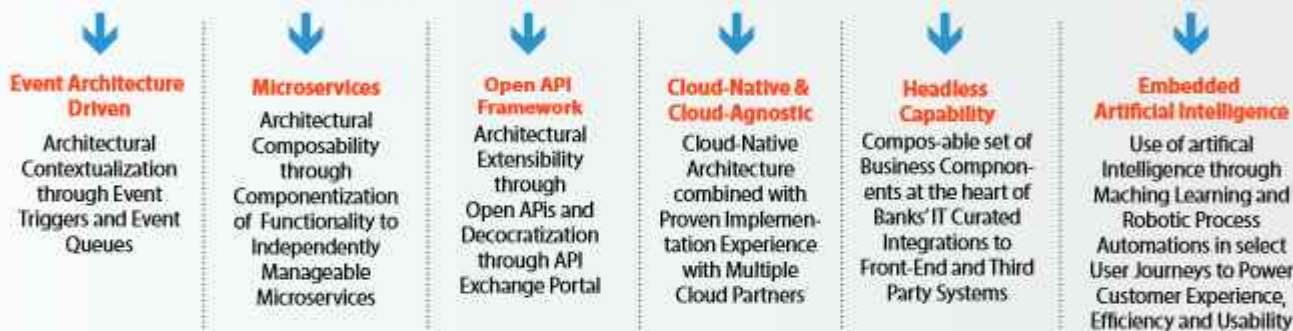 Event Architecture
Driven
Architectural
Contextualization
through Event
Triggers and Event
Queues
Microservices
Architectural
Composability
through
Componentization
of Functionality to
Independently
Manageable
Microservices
Open API
Framework
Architectural
Extensibility
through
Open APIs and
Decocratization
through API
Exchange Portal
Cloud-Native &
Cloud-Agnostic
Cloud-Native
Architecture
combined with
Proven Implemen-
tation Experience
with Multiple
Cloud Partners
Headless
Capability
Compos-able set of
Business Compnon-
ents at the heart of
Banks' IT Curated
Integrations to
Front-End and Third
Party Systems
Embedded
Artificial Intelligence
Use of artifical
Intelligence through
Maching Learning and
Robotic Process
Automations in select
User Journeys to Power
Customer Experience,
Efficiency and Usability